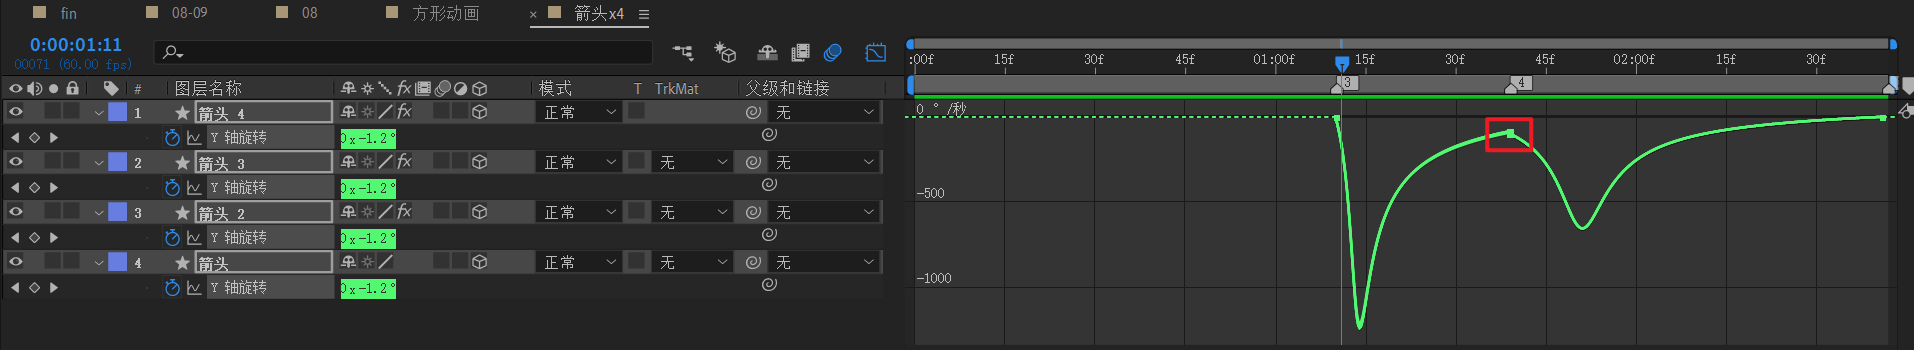 fin 08-09 08 方形动画 × 箭头x4
0:00:01:11
00071 (60.00 fps)
:00f 15f 30f 45f 01:00f 15f 30f 45f 02:00f 15f 30f
# 图层名称 fx 模式 T TrkMat 父级和链接
3 4
1 箭头 4 fx 正常 无
0 ° /秒
Y 轴旋转 0x-1.2°
2 箭头 3 fx 正常 无 无
Y 轴旋转 0x-1.2°
-500
3 箭头 2 fx 正常 无 无
Y 轴旋转 0x-1.2°
4 箭头 正常 无 无
-1000
Y 轴旋转 0x-1.2°